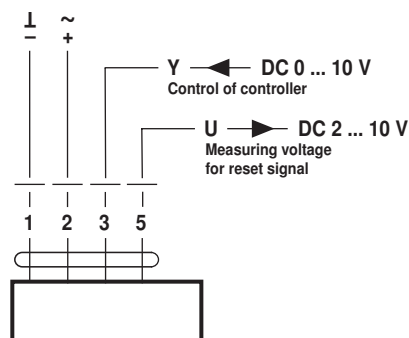 ⊥ ~
– +
Y DC 0 ... 10 V
Control of controller
U DC 2 ... 10 V
Measuring voltage
for reset signal
1 2 3 5